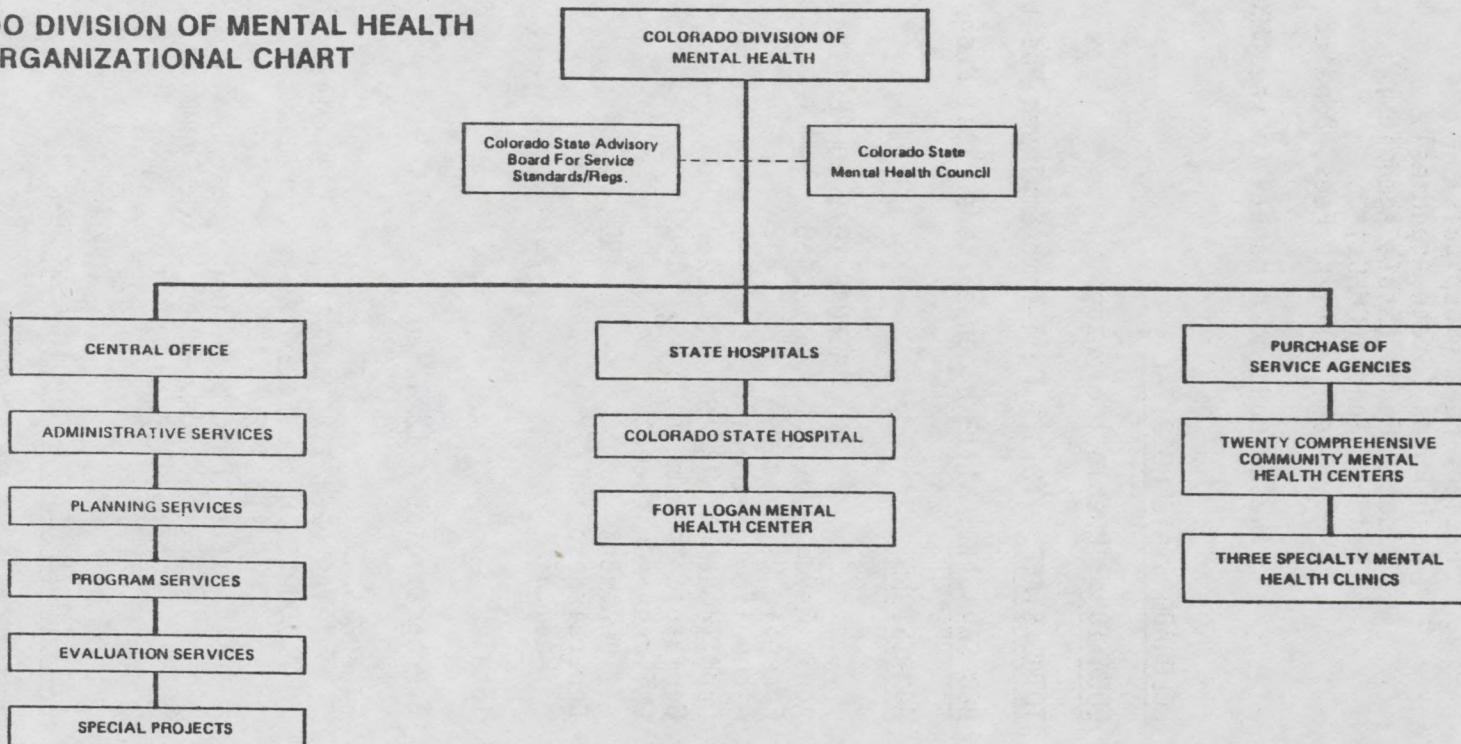 DO DIVISION OF MENTAL HEALTH
RGANIZATIONAL CHART
COLORADO DIVISION OF
MENTAL HEALTH
Colorado State Advisory
Board For Service
Standards/Regs.
Colorado State
Mental Health Council
CENTRAL OFFICE
ADMINISTRATIVE SERVICES
PLANNING SERVICES
PROGRAM SERVICES
EVALUATION SERVICES
SPECIAL PROJECTS
STATE HOSPITALS
COLORADO STATE HOSPITAL
FORT LOGAN MENTAL
HEALTH CENTER
PURCHASE OF
SERVICE AGENCIES
TWENTY COMPREHENSIVE
COMMUNITY MENTAL
HEALTH CENTERS
THREE SPECIALTY MENTAL
HEALTH CLINICS